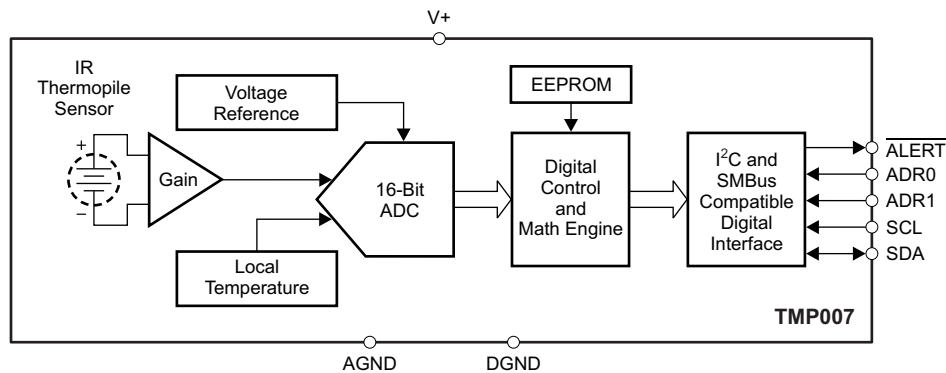 V+
IR
Thermopile
Sensor
+
−
Gain
Voltage
Reference
Local
Temperature
16-Bit
ADC
EEPROM
Digital
Control
and
Math Engine
I²C and
SMBus
Compatible
Digital
Interface
ALERT
ADR0
ADR1
SCL
SDA
TMP007
AGND
DGND